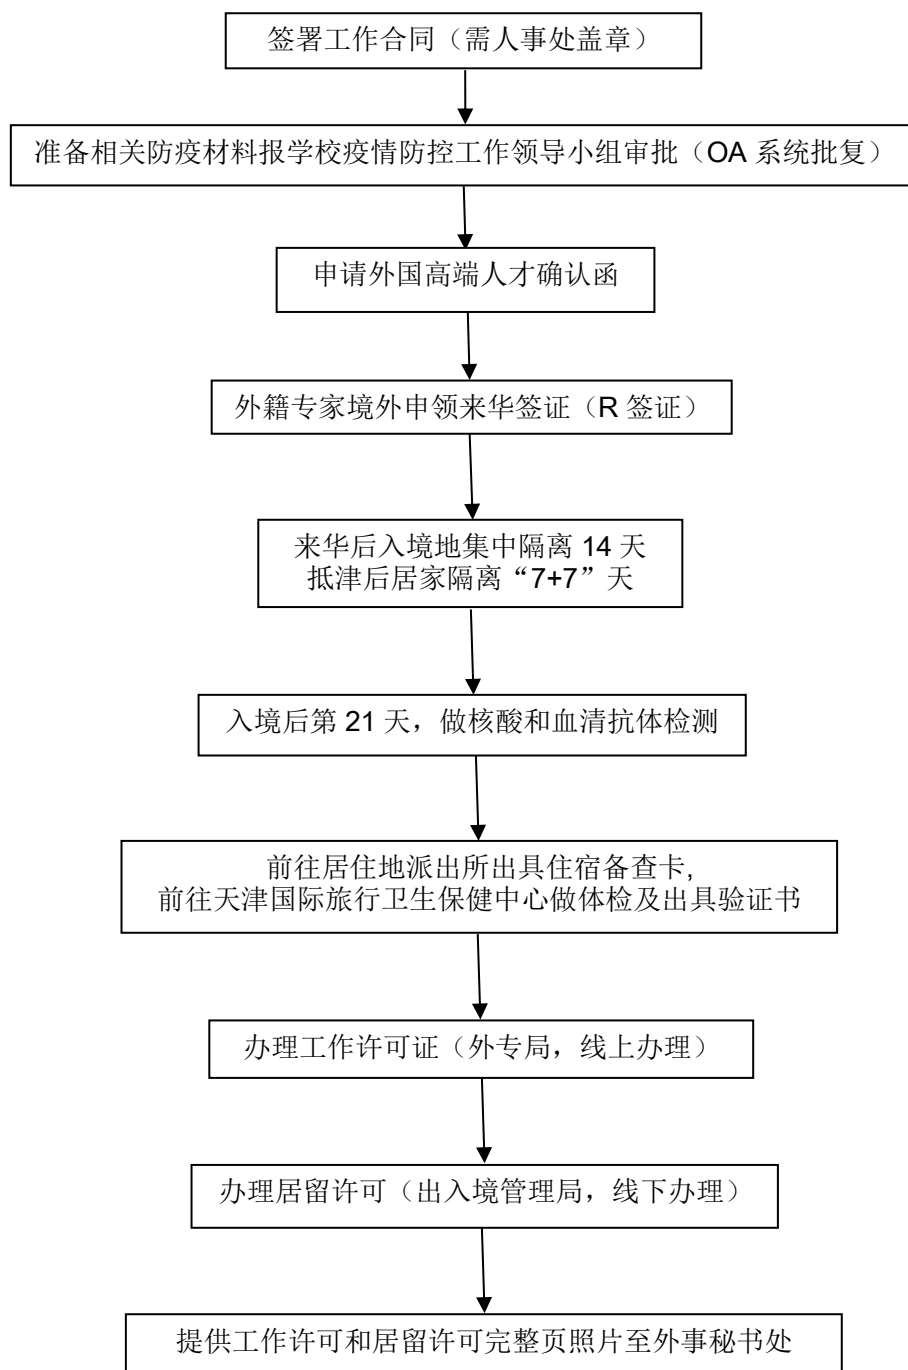 签署工作合同（需人事处盖章）
准备相关防疫材料报学校疫情防控工作领导小组审批（OA 系统批复）
申请外国高端人才确认函
外籍专家境外申领来华签证（R 签证）
来华后入境地集中隔离 14 天
抵津后居家隔离“7+7”天
入境后第 21 天，做核酸和血清抗体检测
前往居住地派出所出具住宿备查卡,
前往天津国际旅行卫生保健中心做体检及出具验证书
办理工作许可证（外专局，线上办理）
办理居留许可（出入境管理局，线下办理）
提供工作许可和居留许可完整页照片至外事秘书处